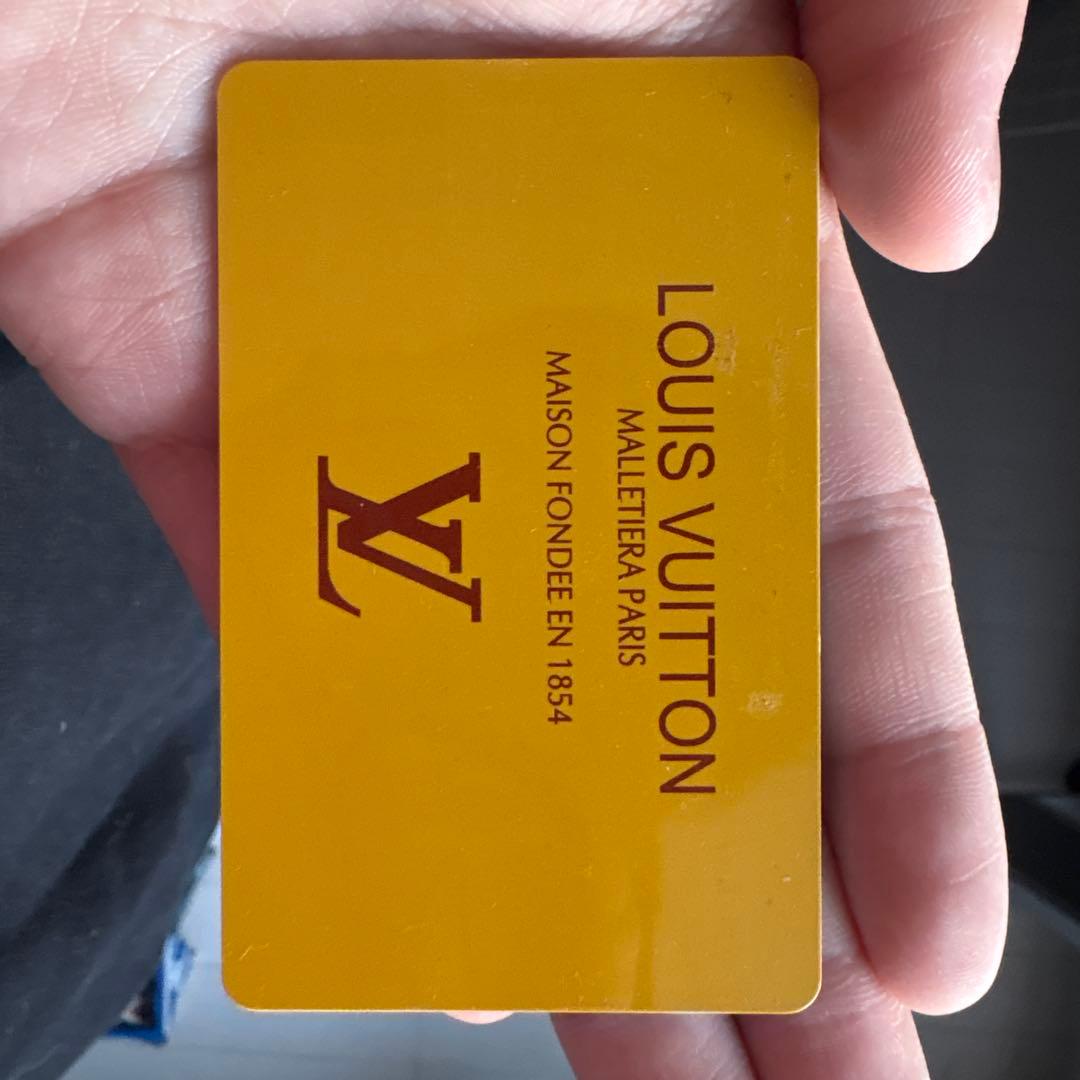 LOUIS VUITTON
MALLETIERA PARIS
MAISON FONDEE EN 1854
LV